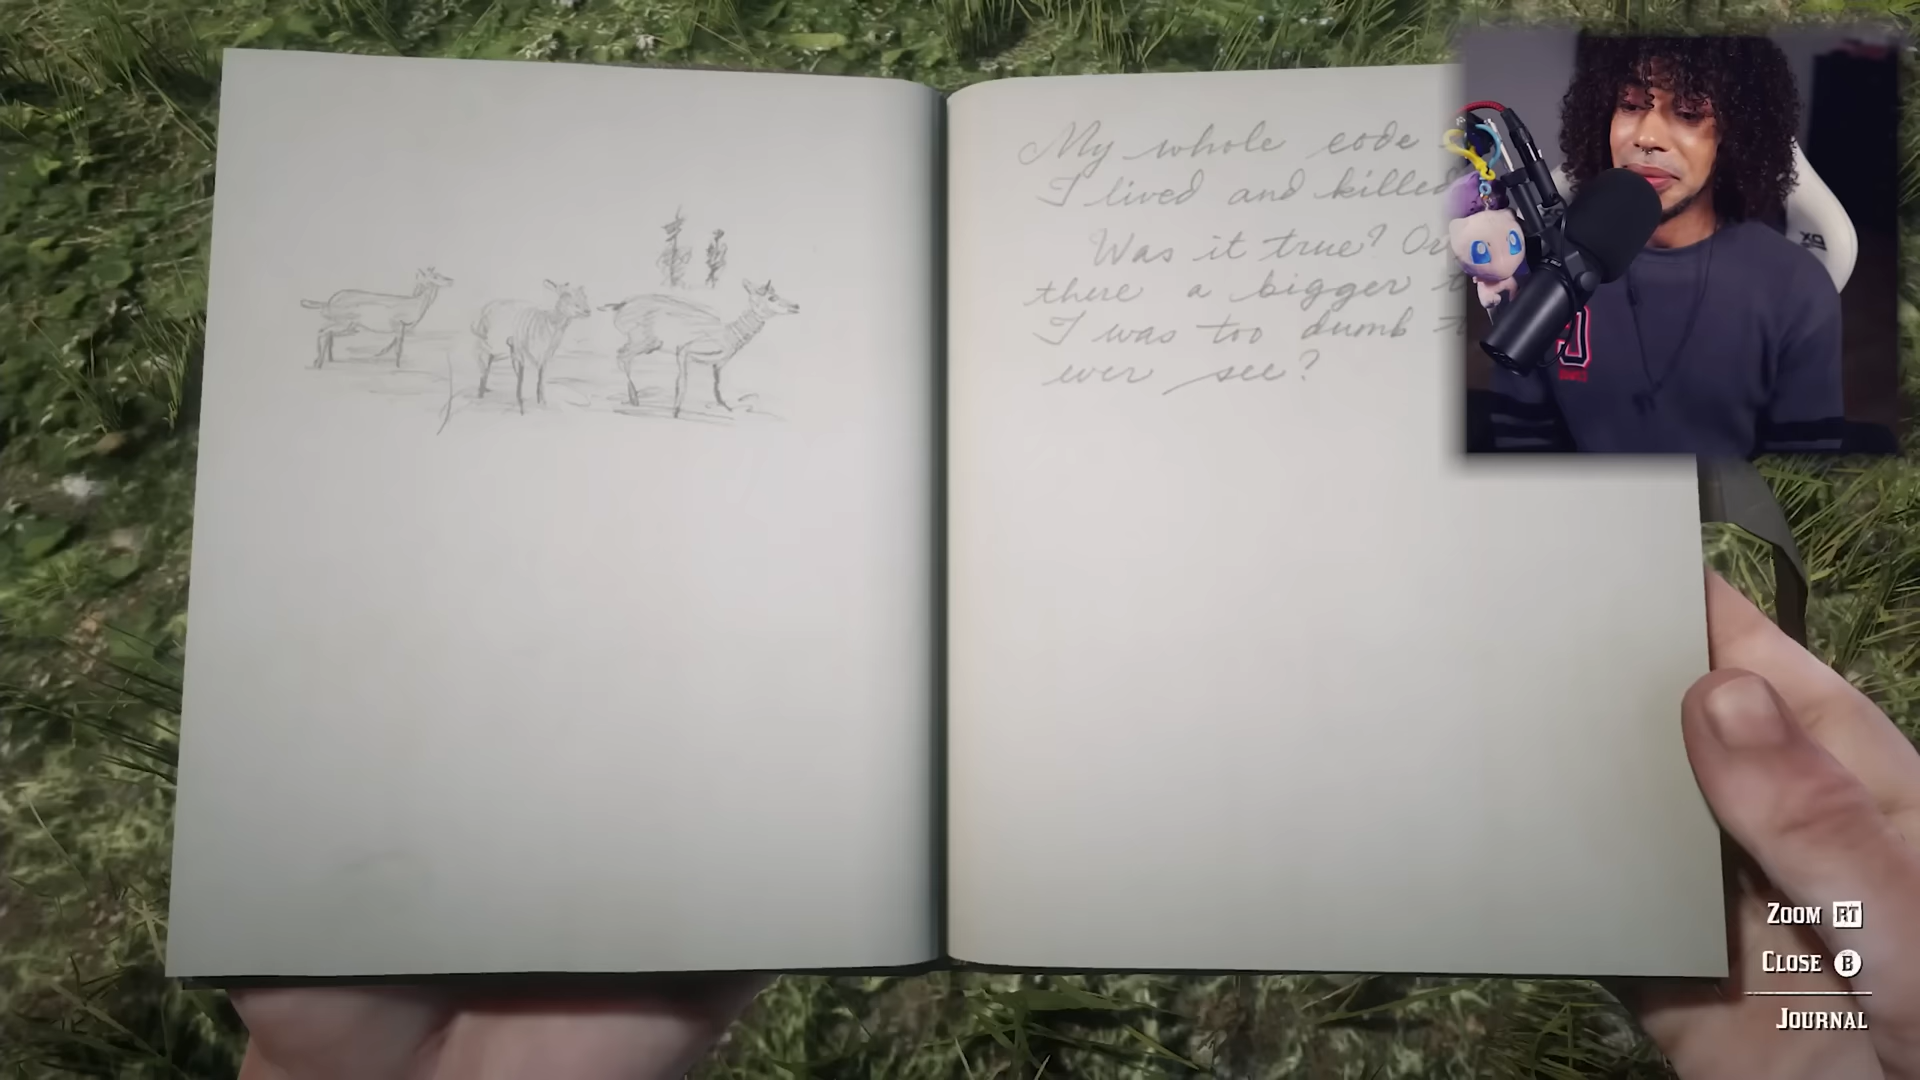 My whole code
I lived and killed
Was it true? Or
there a bigger
I was too dumb
ever see?
ZOOM RT
CLOSE B
JOURNAL